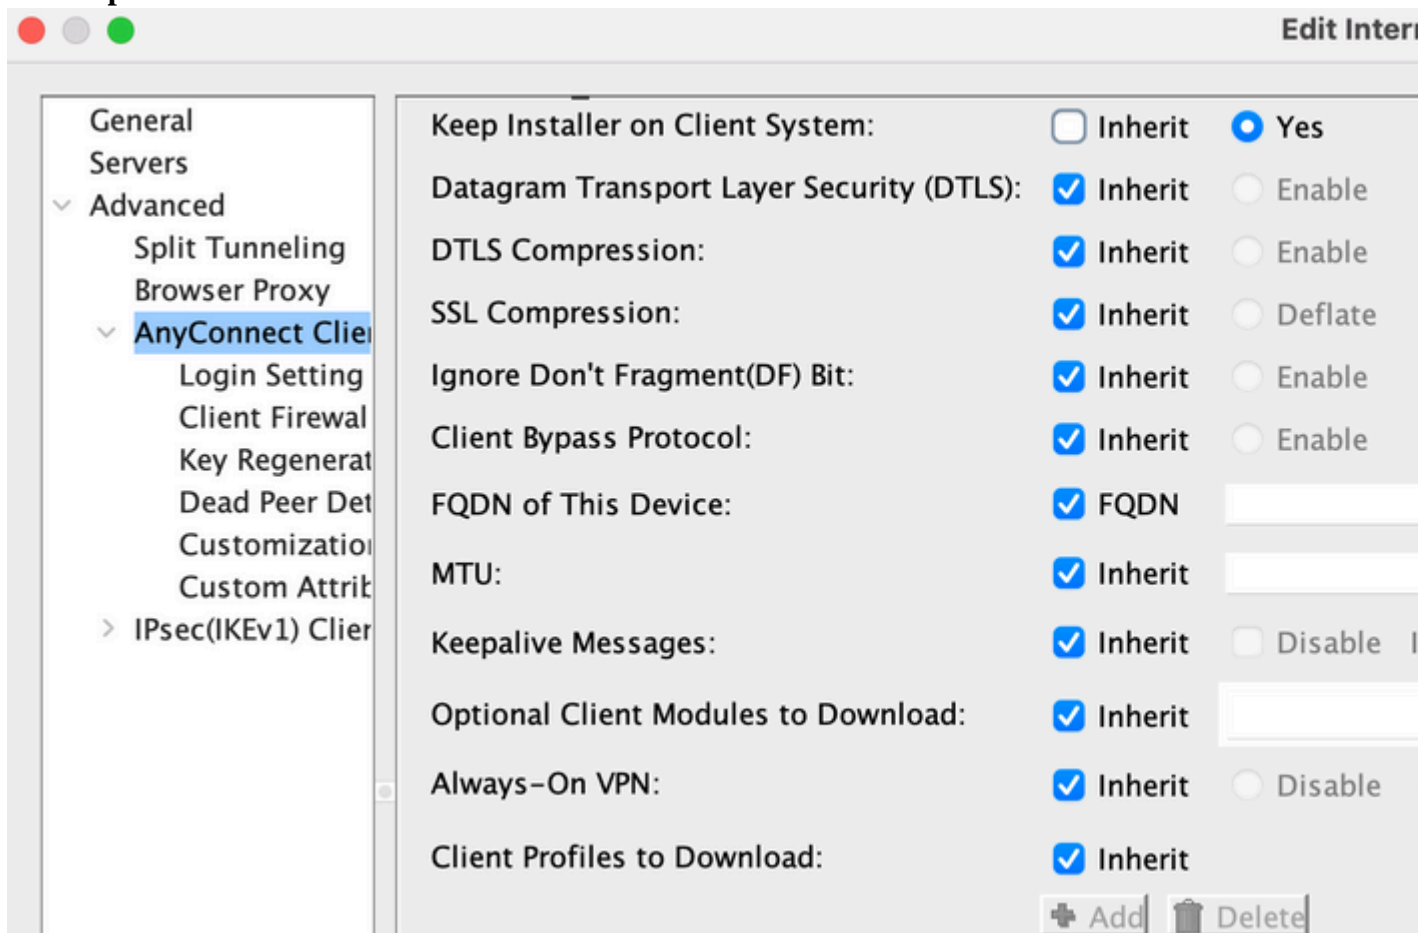 Edit Inter
General
Servers
Advanced
Split Tunneling
Browser Proxy
AnyConnect Clie
Login Setting
Client Firewal
Key Regenerat
Dead Peer Det
Customizatio
Custom Attrib
IPsec(IKEv1) Clier
Keep Installer on Client System: Inherit Yes
Datagram Transport Layer Security (DTLS): Inherit Enable
DTLS Compression: Inherit Enable
SSL Compression: Inherit Deflate
Ignore Don't Fragment(DF) Bit: Inherit Enable
Client Bypass Protocol: Inherit Enable
FQDN of This Device: FQDN
MTU: Inherit
Keepalive Messages: Inherit Disable
Optional Client Modules to Download: Inherit
Always-On VPN: Inherit Disable
Client Profiles to Download: Inherit
Add Delete